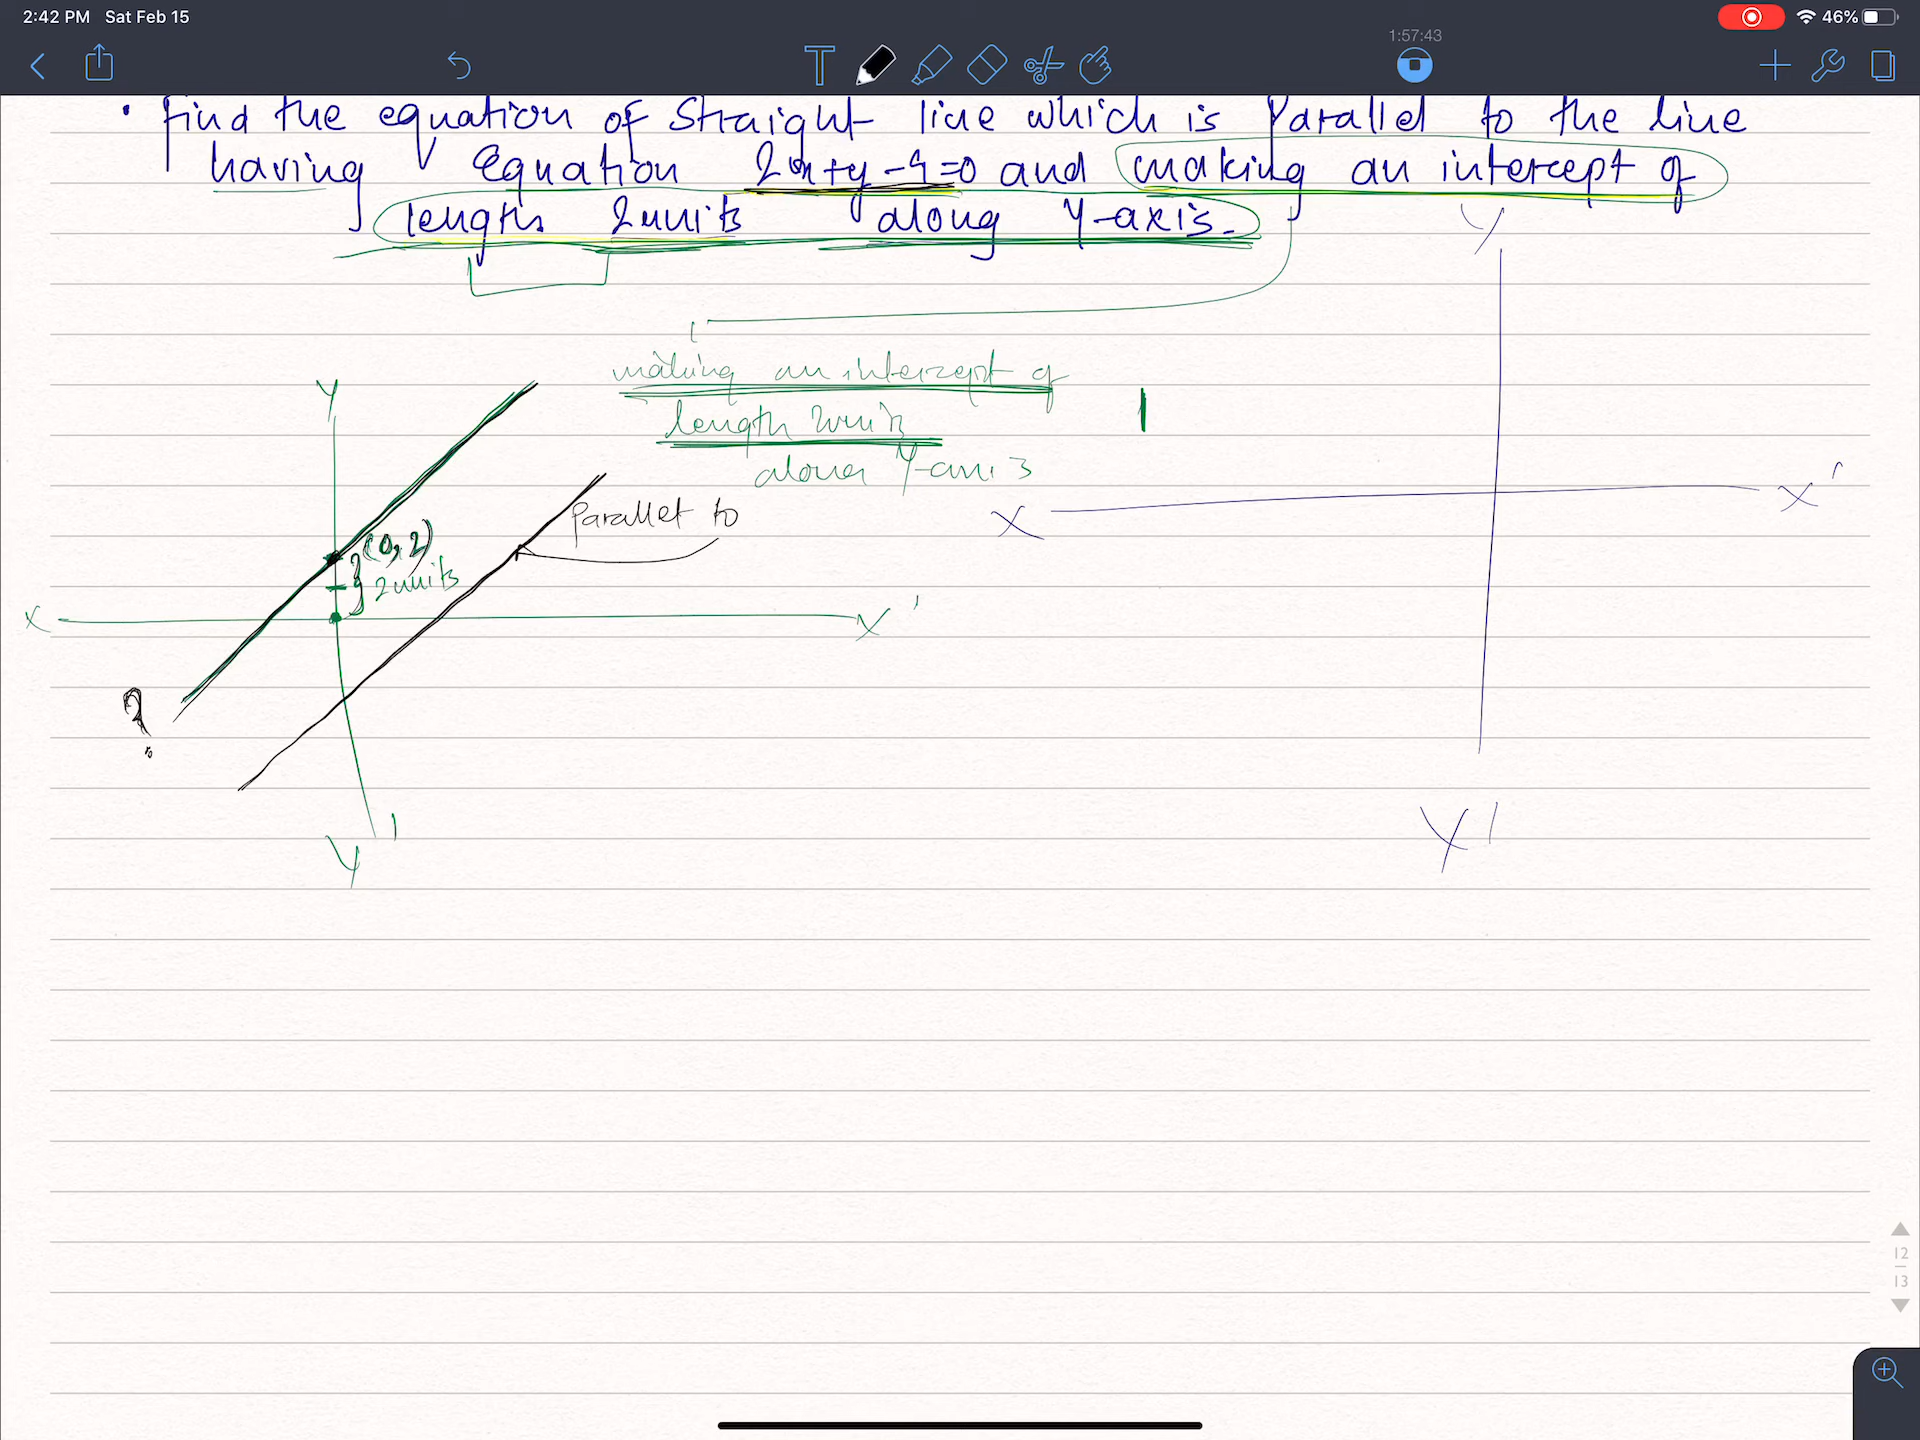 2:42 PM Sat Feb 15
46%
1:57:43
T
• Find the equation of Straight line which is Parallel to the line
having Equation 2x+y-4=0 and making an intercept of
length 2units along Y-axis.
Y
making an intercept of
length 2units
along Y-axis
Y
Parallel to
(0,2)
2 units
X
X'
X
X'
?
Y'
Y'
12
13